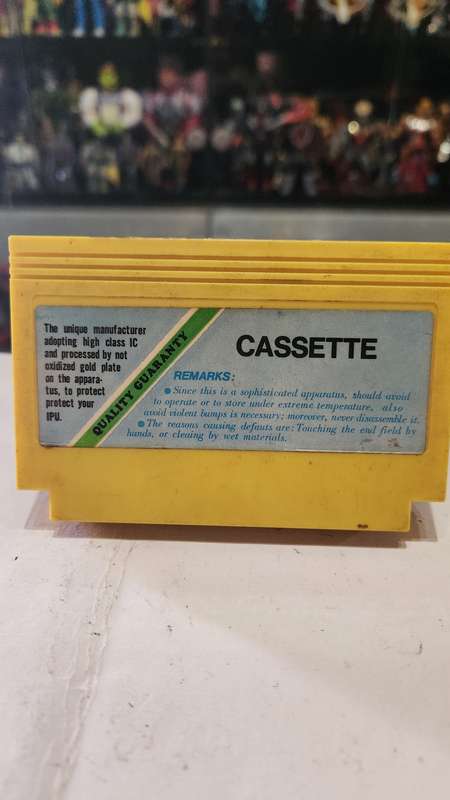 The unique manufacturer
adopting high class IC
and processed by not
oxidized gold plate
on the appara-
tus, to protect
protect your
IPU.
QUALITY GUARANTY
CASSETTE
REMARKS:
● Since this is a sophisticated apparatus, should avoid
to operate or to store under extreme temperature, also
avoid violent bumps is necessary; moreover, never disassemble it.
● The reasons causing defauts are: Touching the end field by
hands, or cleaing by wet materials.